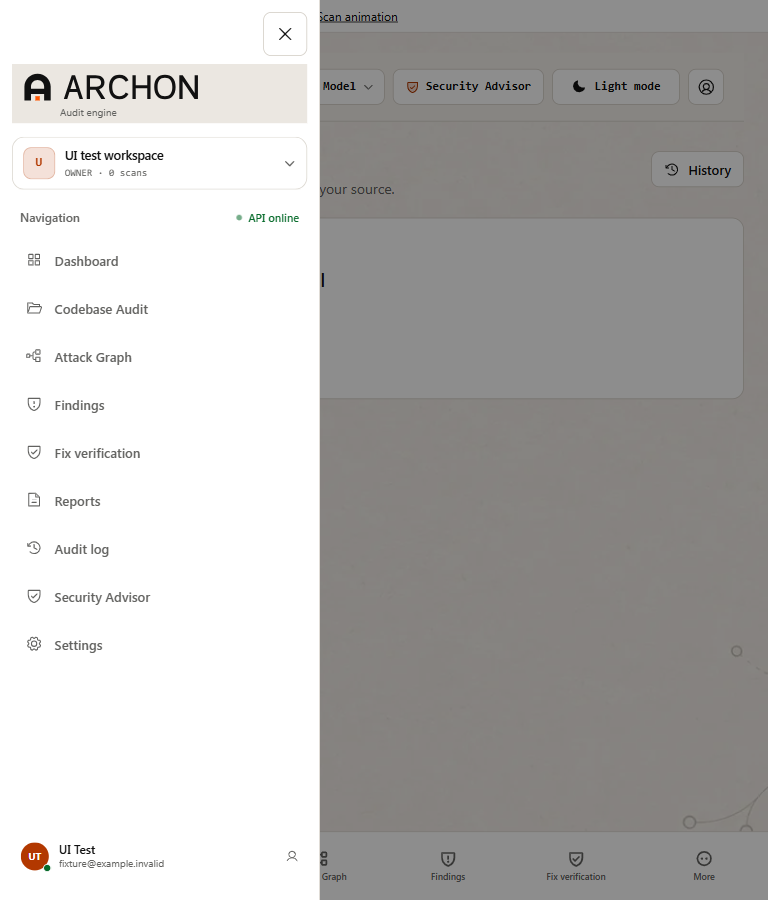 Scan animation
ARCHON
Audit engine
Model
Security Advisor
Light mode
U
UI test workspace
OWNER · 0 scans
History
your source.
Navigation
API online
Dashboard
Codebase Audit
Attack Graph
Findings
Fix verification
Reports
Audit log
Security Advisor
Settings
UT
UI Test
fixture@example.invalid
Graph
Findings
Fix verification
More